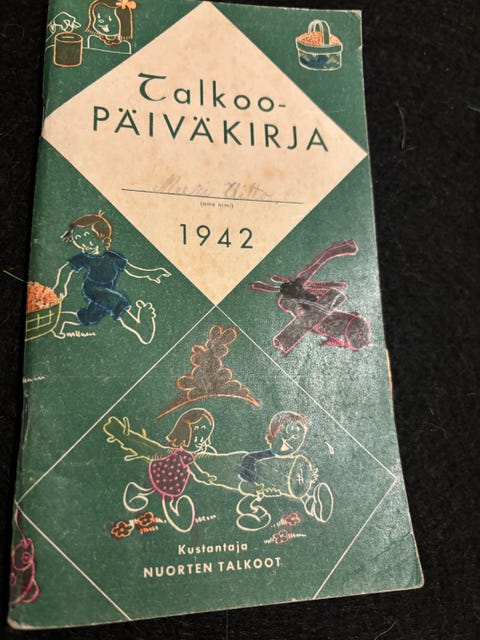 Talkoo-
PÄIVÄKIRJA
(oma nimi)
1942
Kustantaja
NUORTEN TALKOOT